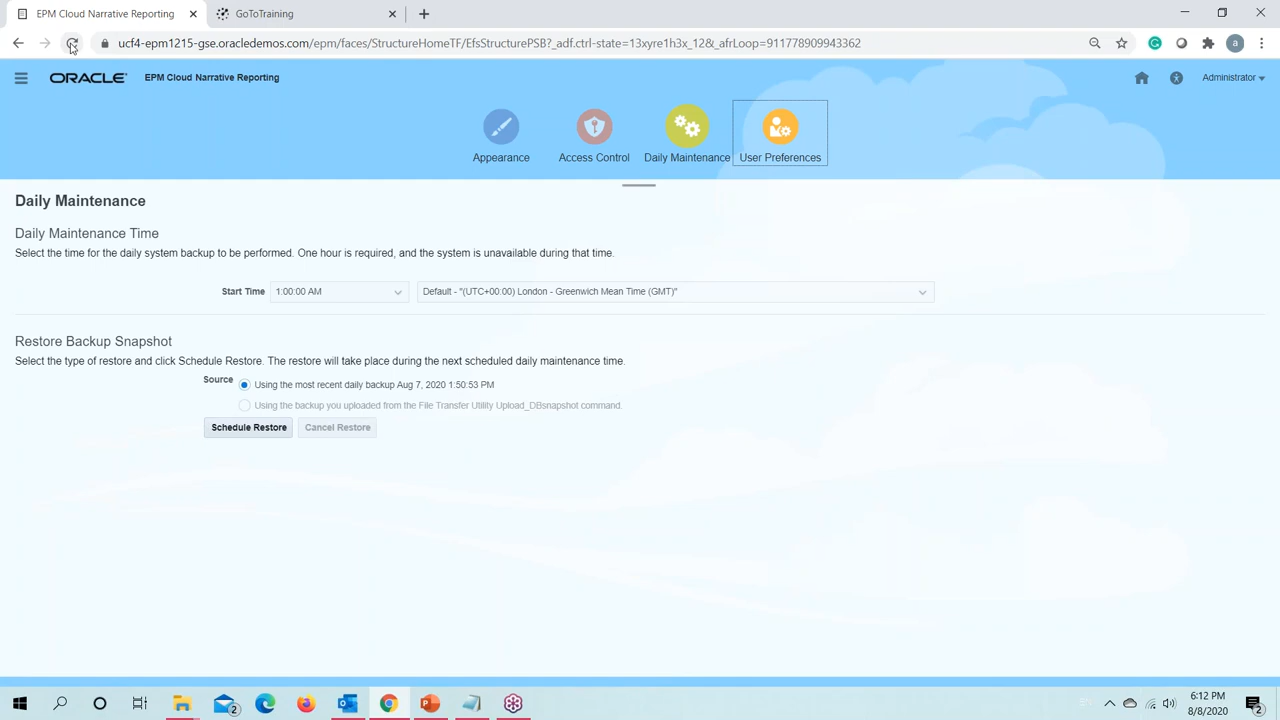 EPM Cloud Narrative Reporting
GoToTraining
ucf4-epm1215-gse.oracledemos.com/epm/faces/StructureHomeTF/EfsStructurePSB?_adf.ctrl-state=13xyre1h3x_12&_afrLoop=911778909943362
a
ORACLE
EPM Cloud Narrative Reporting
Administrator
Appearance
Access Control
Daily Maintenance
User Preferences
Daily Maintenance
Daily Maintenance Time
Select the time for the daily system backup to be performed. One hour is required, and the system is unavailable during that time.
Start Time 1:00:00 AM Default - "(UTC+00:00) London - Greenwich Mean Time (GMT)"
Restore Backup Snapshot
Select the type of restore and click Schedule Restore. The restore will take place during the next scheduled daily maintenance time.
Source Using the most recent daily backup Aug 7, 2020 1:50:53 PM
Using the backup you uploaded from the File Transfer Utility Upload_DBsnapshot command.
Schedule Restore Cancel Restore
6:12 PM
8/8/2020
2
2